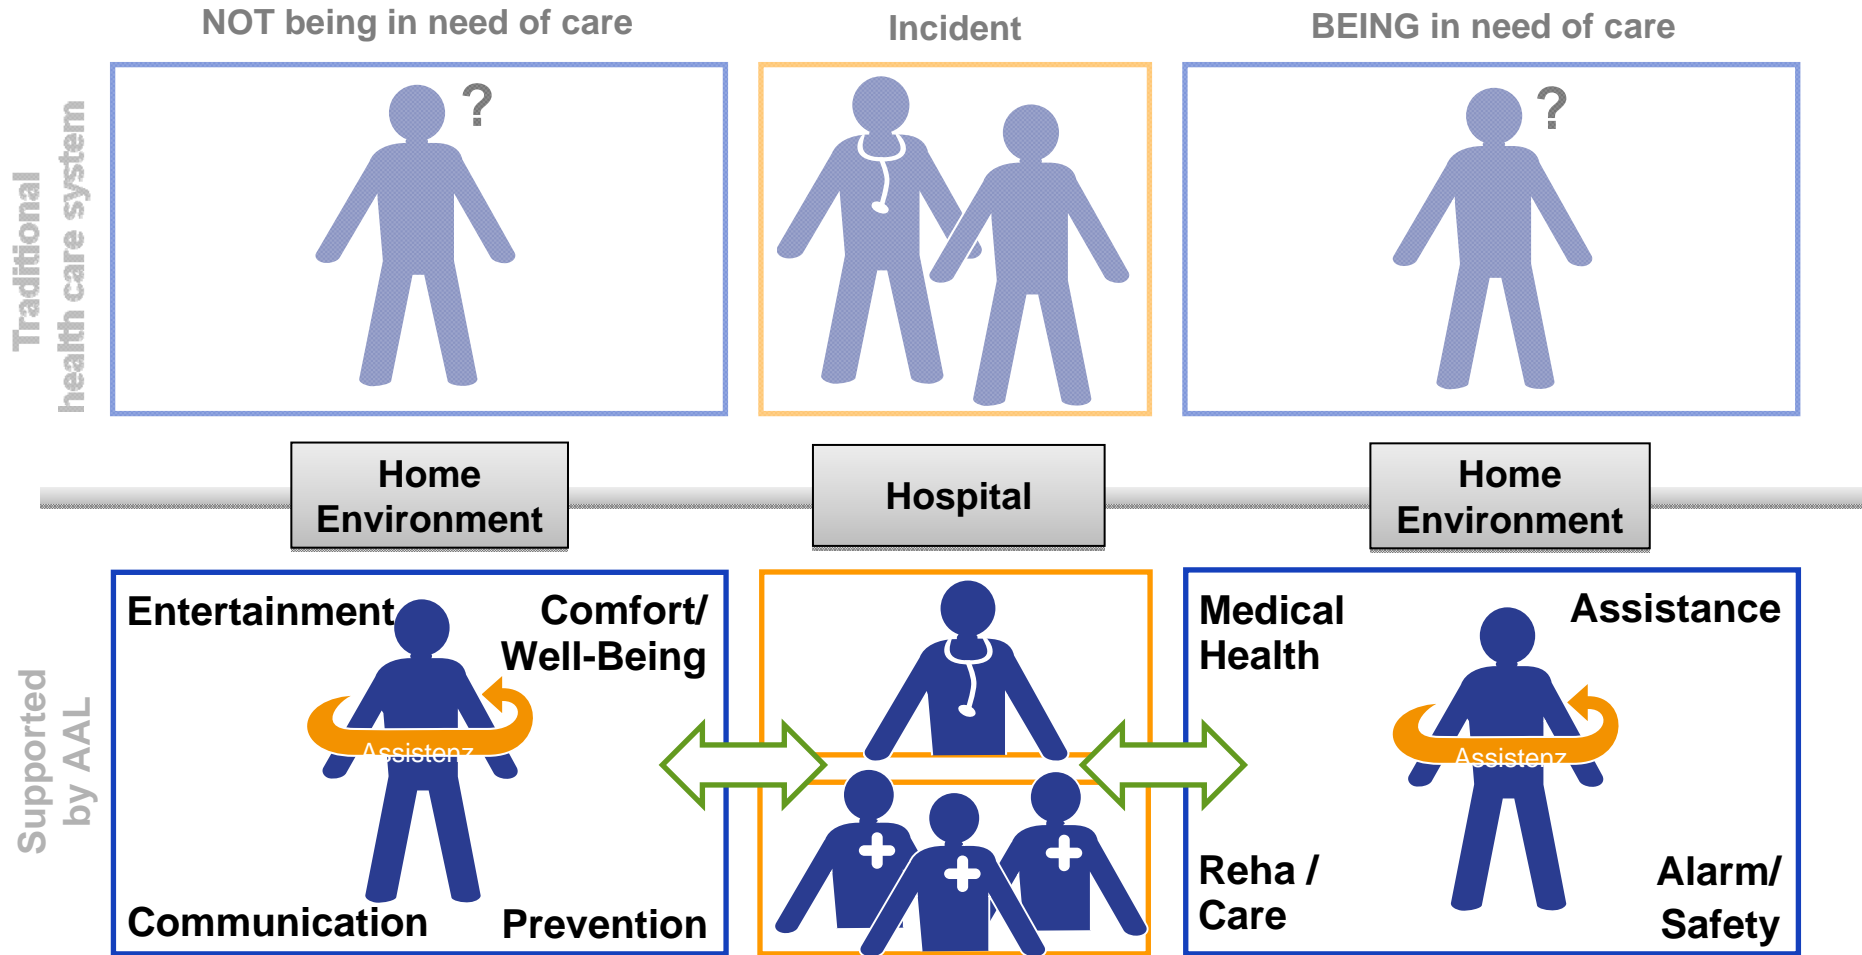 NOT being in need of care
Incident
BEING in need of care
Traditional
health care system
?
?
Home
Environment
Hospital
Home
Environment
Supported
by AAL
Entertainment
Comfort/
Well-Being
Assistenz
Communication
Prevention
Medical
Health
Assistance
Assistenz
Reha /
Care
Alarm/
Safety